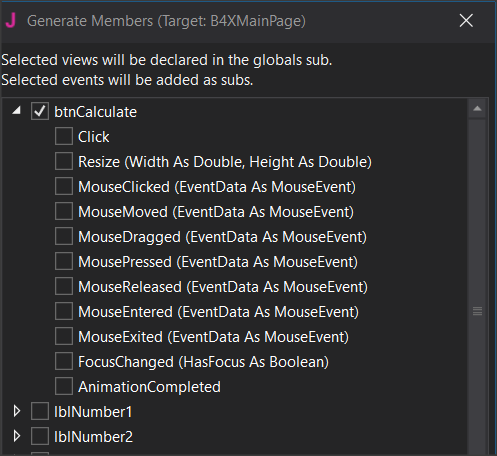 J Generate Members (Target: B4XMainPage)
Selected views will be declared in the globals sub.
Selected events will be added as subs.
btnCalculate
Click
Resize (Width As Double, Height As Double)
MouseClicked (EventData As MouseEvent)
MouseMoved (EventData As MouseEvent)
MouseDragged (EventData As MouseEvent)
MousePressed (EventData As MouseEvent)
MouseReleased (EventData As MouseEvent)
MouseEntered (EventData As MouseEvent)
MouseExited (EventData As MouseEvent)
FocusChanged (HasFocus As Boolean)
AnimationCompleted
lblNumber1
lblNumber2